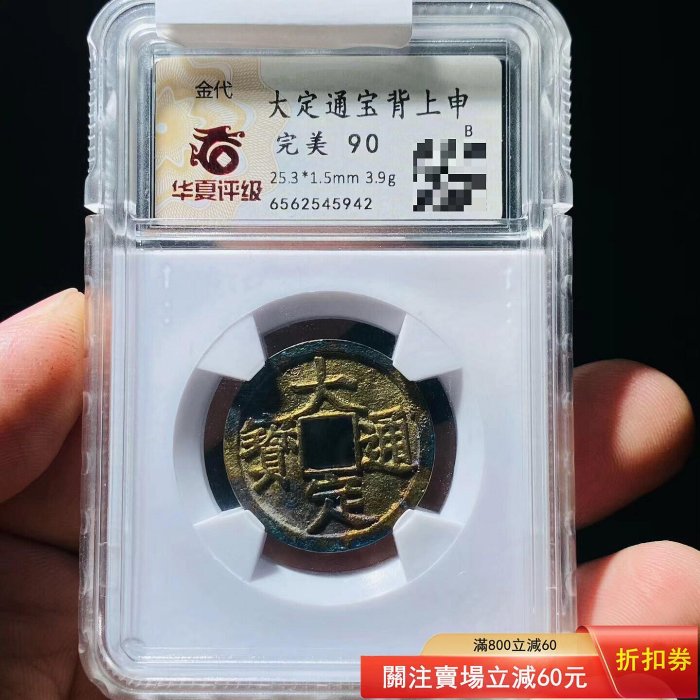 金代
大定通宝背上申
完美 90
B
华夏评级
25.3*1.5mm 3.9g
6562545942
大定通寳
滿800立減60
關注賣場立減60元
折扣券